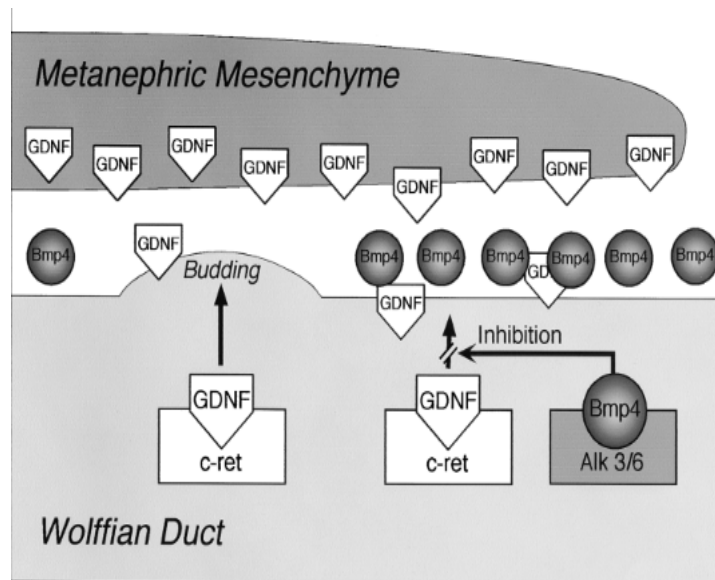 Metanephric Mesenchyme
GDNF
GDNF
GDNF
GDNF
GDNF
GDNF
GDNF
GDNF
GDNF
Bmp4
GDNF
Bmp4
Bmp4
Bmp4
GD
Bmp4
Bmp4
Bmp4
Budding
GDNF
Inhibition
GDNF
c-ret
GDNF
c-ret
Bmp4
Alk 3/6
Wolffian Duct